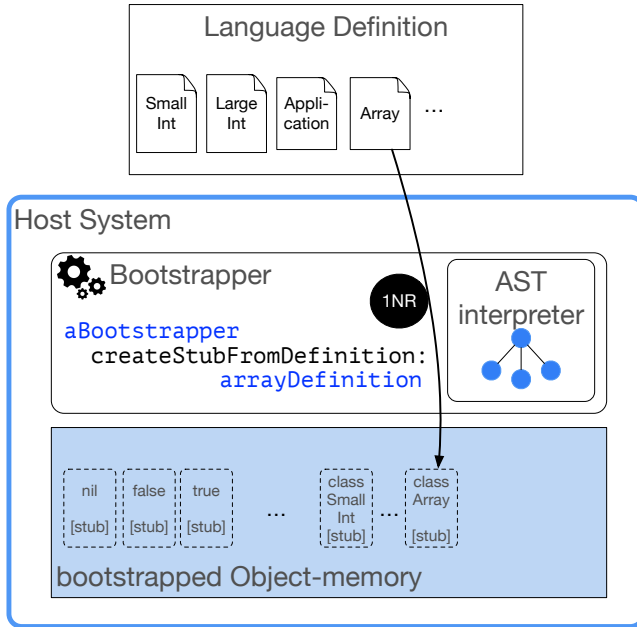 Language Definition
Small
Int
Large
Int
Appli-
cation
Array
...
Host System
Bootstrapper
1NR
AST
interpreter
aBootstrapper
createStubFromDefinition:
arrayDefinition
nil
[stub]
false
[stub]
true
[stub]
...
class
Small
Int
[stub]
...
class
Array
[stub]
bootstrapped Object-memory